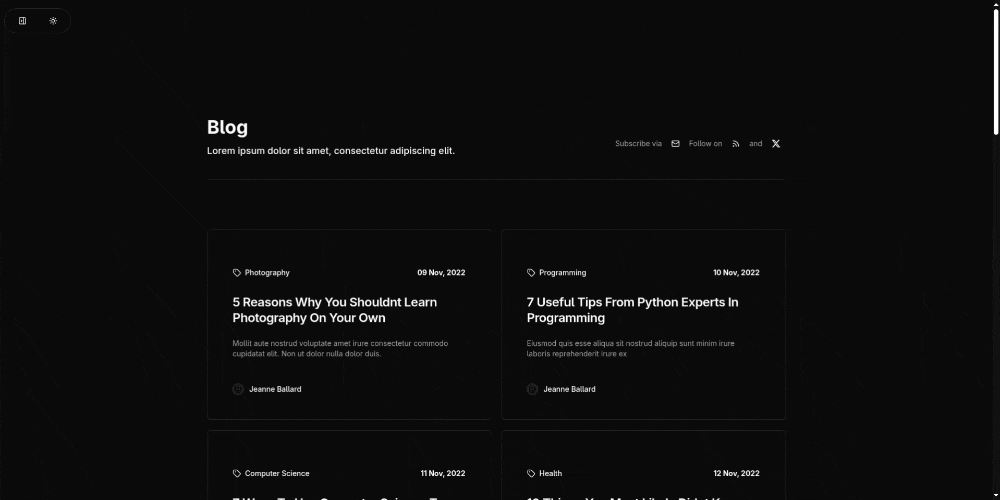 Blog
Lorem ipsum dolor sit amet, consectetur adipiscing elit.
Subscribe via Follow on and
Photography 09 Nov, 2022
5 Reasons Why You Shouldnt Learn
Photography On Your Own
Mollit aute nostrud voluptate amet irure consectetur commodo
cupidatat elit. Non ut dolor nulla dolor duis.
Jeanne Ballard
Programming 10 Nov, 2022
7 Useful Tips From Python Experts In
Programming
Eiusmod quis esse aliqua sit nostrud aliquip sunt minim irure
laboris reprehenderit irure ex
Jeanne Ballard
Computer Science 11 Nov, 2022
Health 12 Nov, 2022